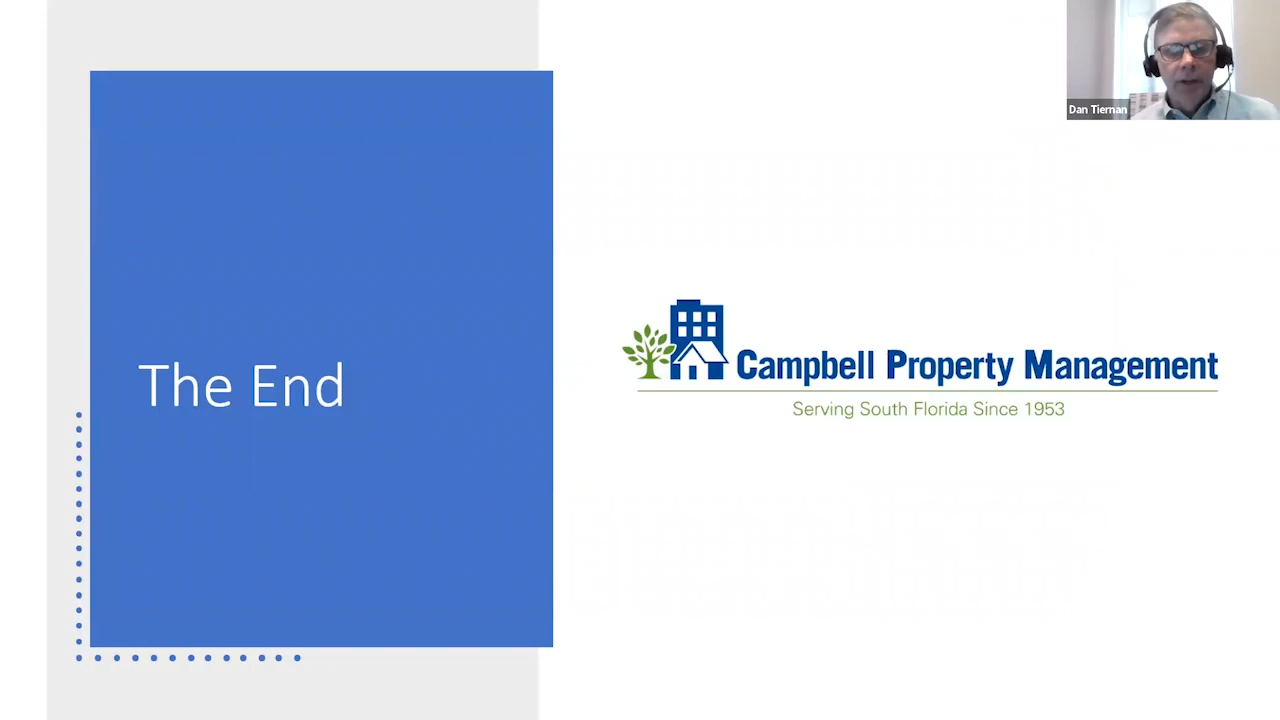 Dan Tiernan
The End
Campbell Property Management
Serving South Florida Since 1953